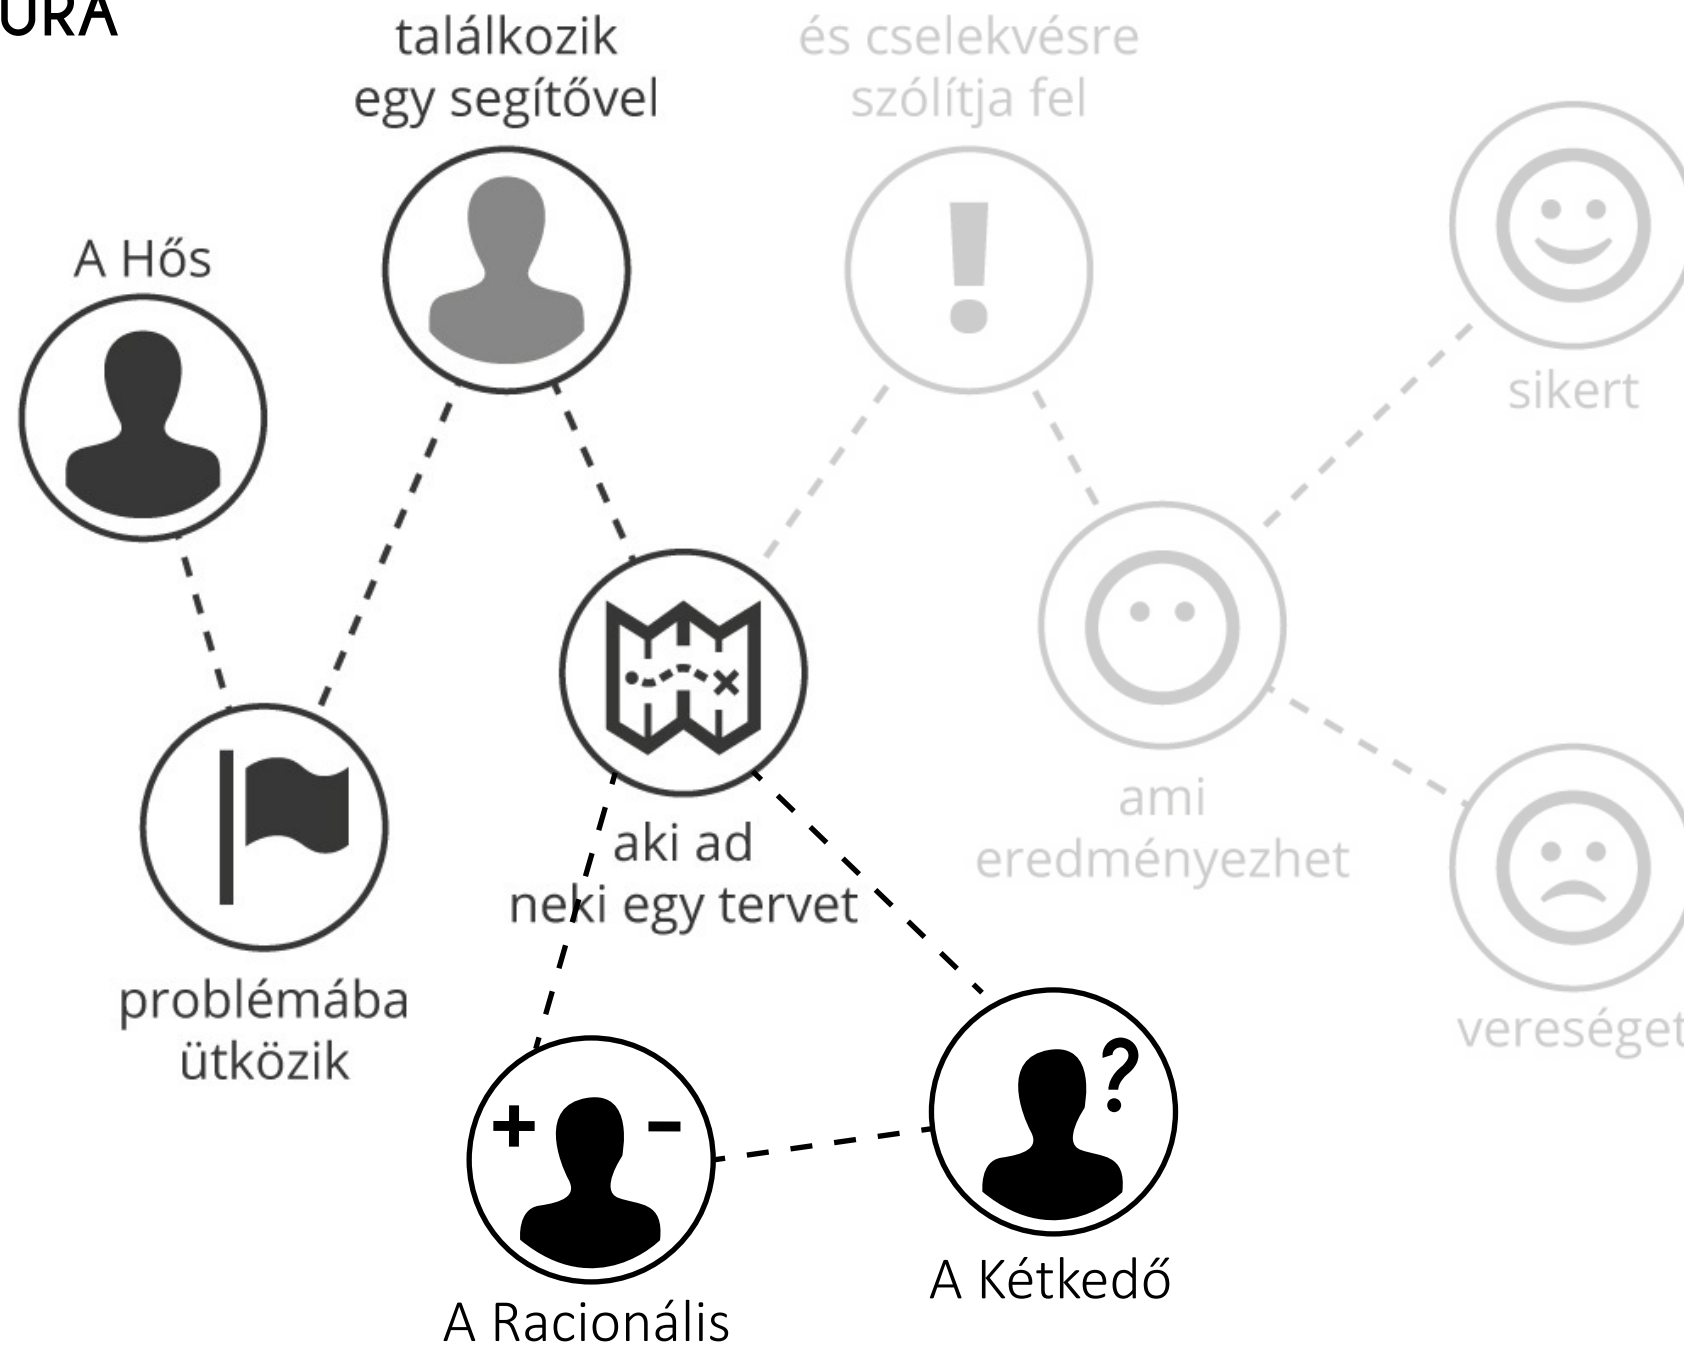 URA
találkozik
egy segítővel
és cselekvésre
szólítja fel
A Hős
sikert
aki ad
neki egy tervet
ami
eredményezhet
problémába
ütközik
vereséget
A Racionális
A Kétkedő